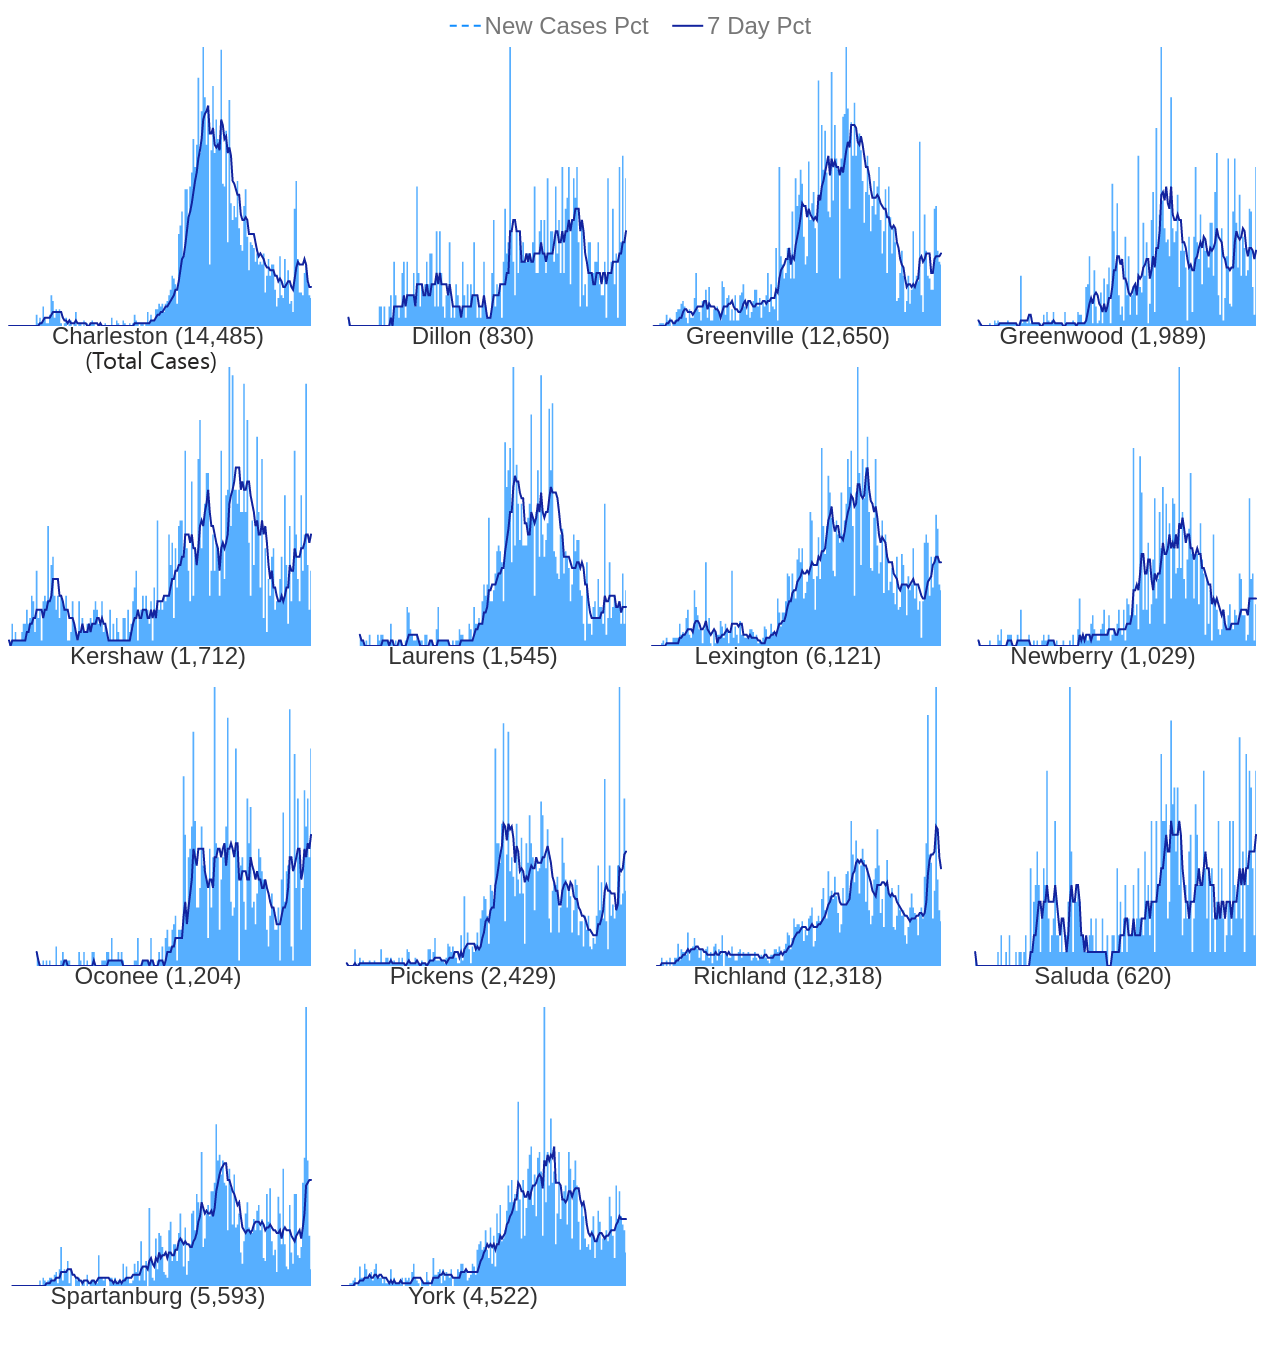 New Cases Pct 7 Day Pct
Charleston (14,485) Dillon (830) Greenville (12,650) Greenwood (1,989)
(Total Cases)
Kershaw (1,712) Laurens (1,545) Lexington (6,121) Newberry (1,029)
Oconee (1,204) Pickens (2,429) Richland (12,318) Saluda (620)
Spartanburg (5,593) York (4,522)